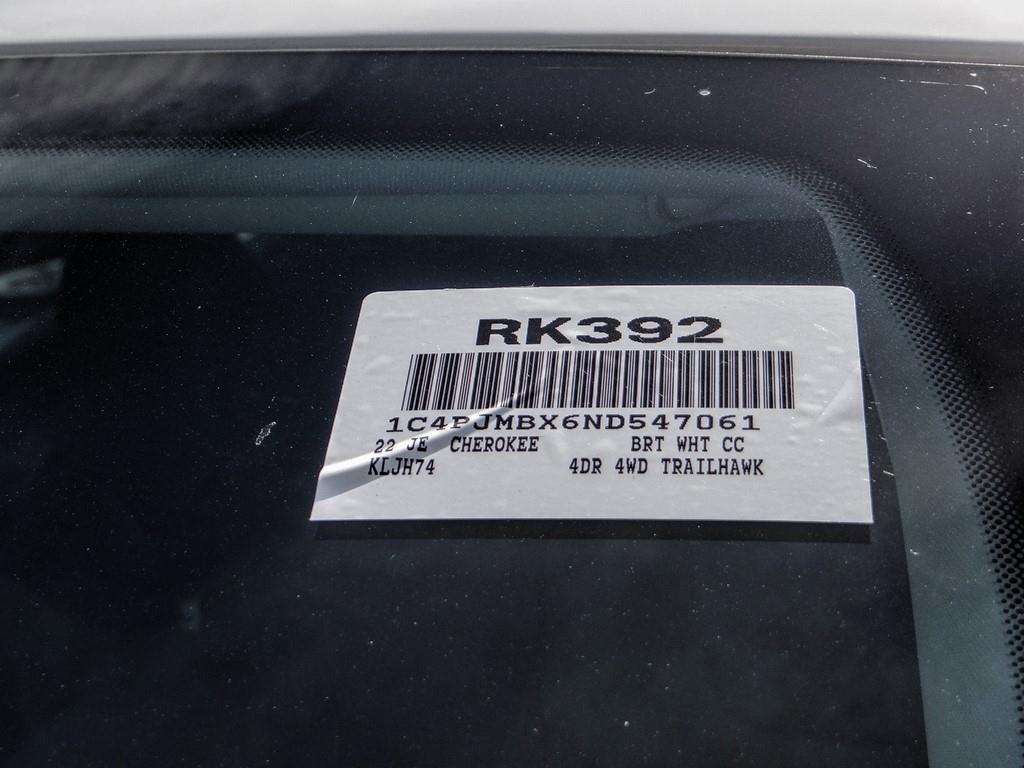 RK392
1C4PJMBX6ND547061
22 JE CHEROKEE BRT WHT CC
KLJH74 4DR 4WD TRAILHAWK